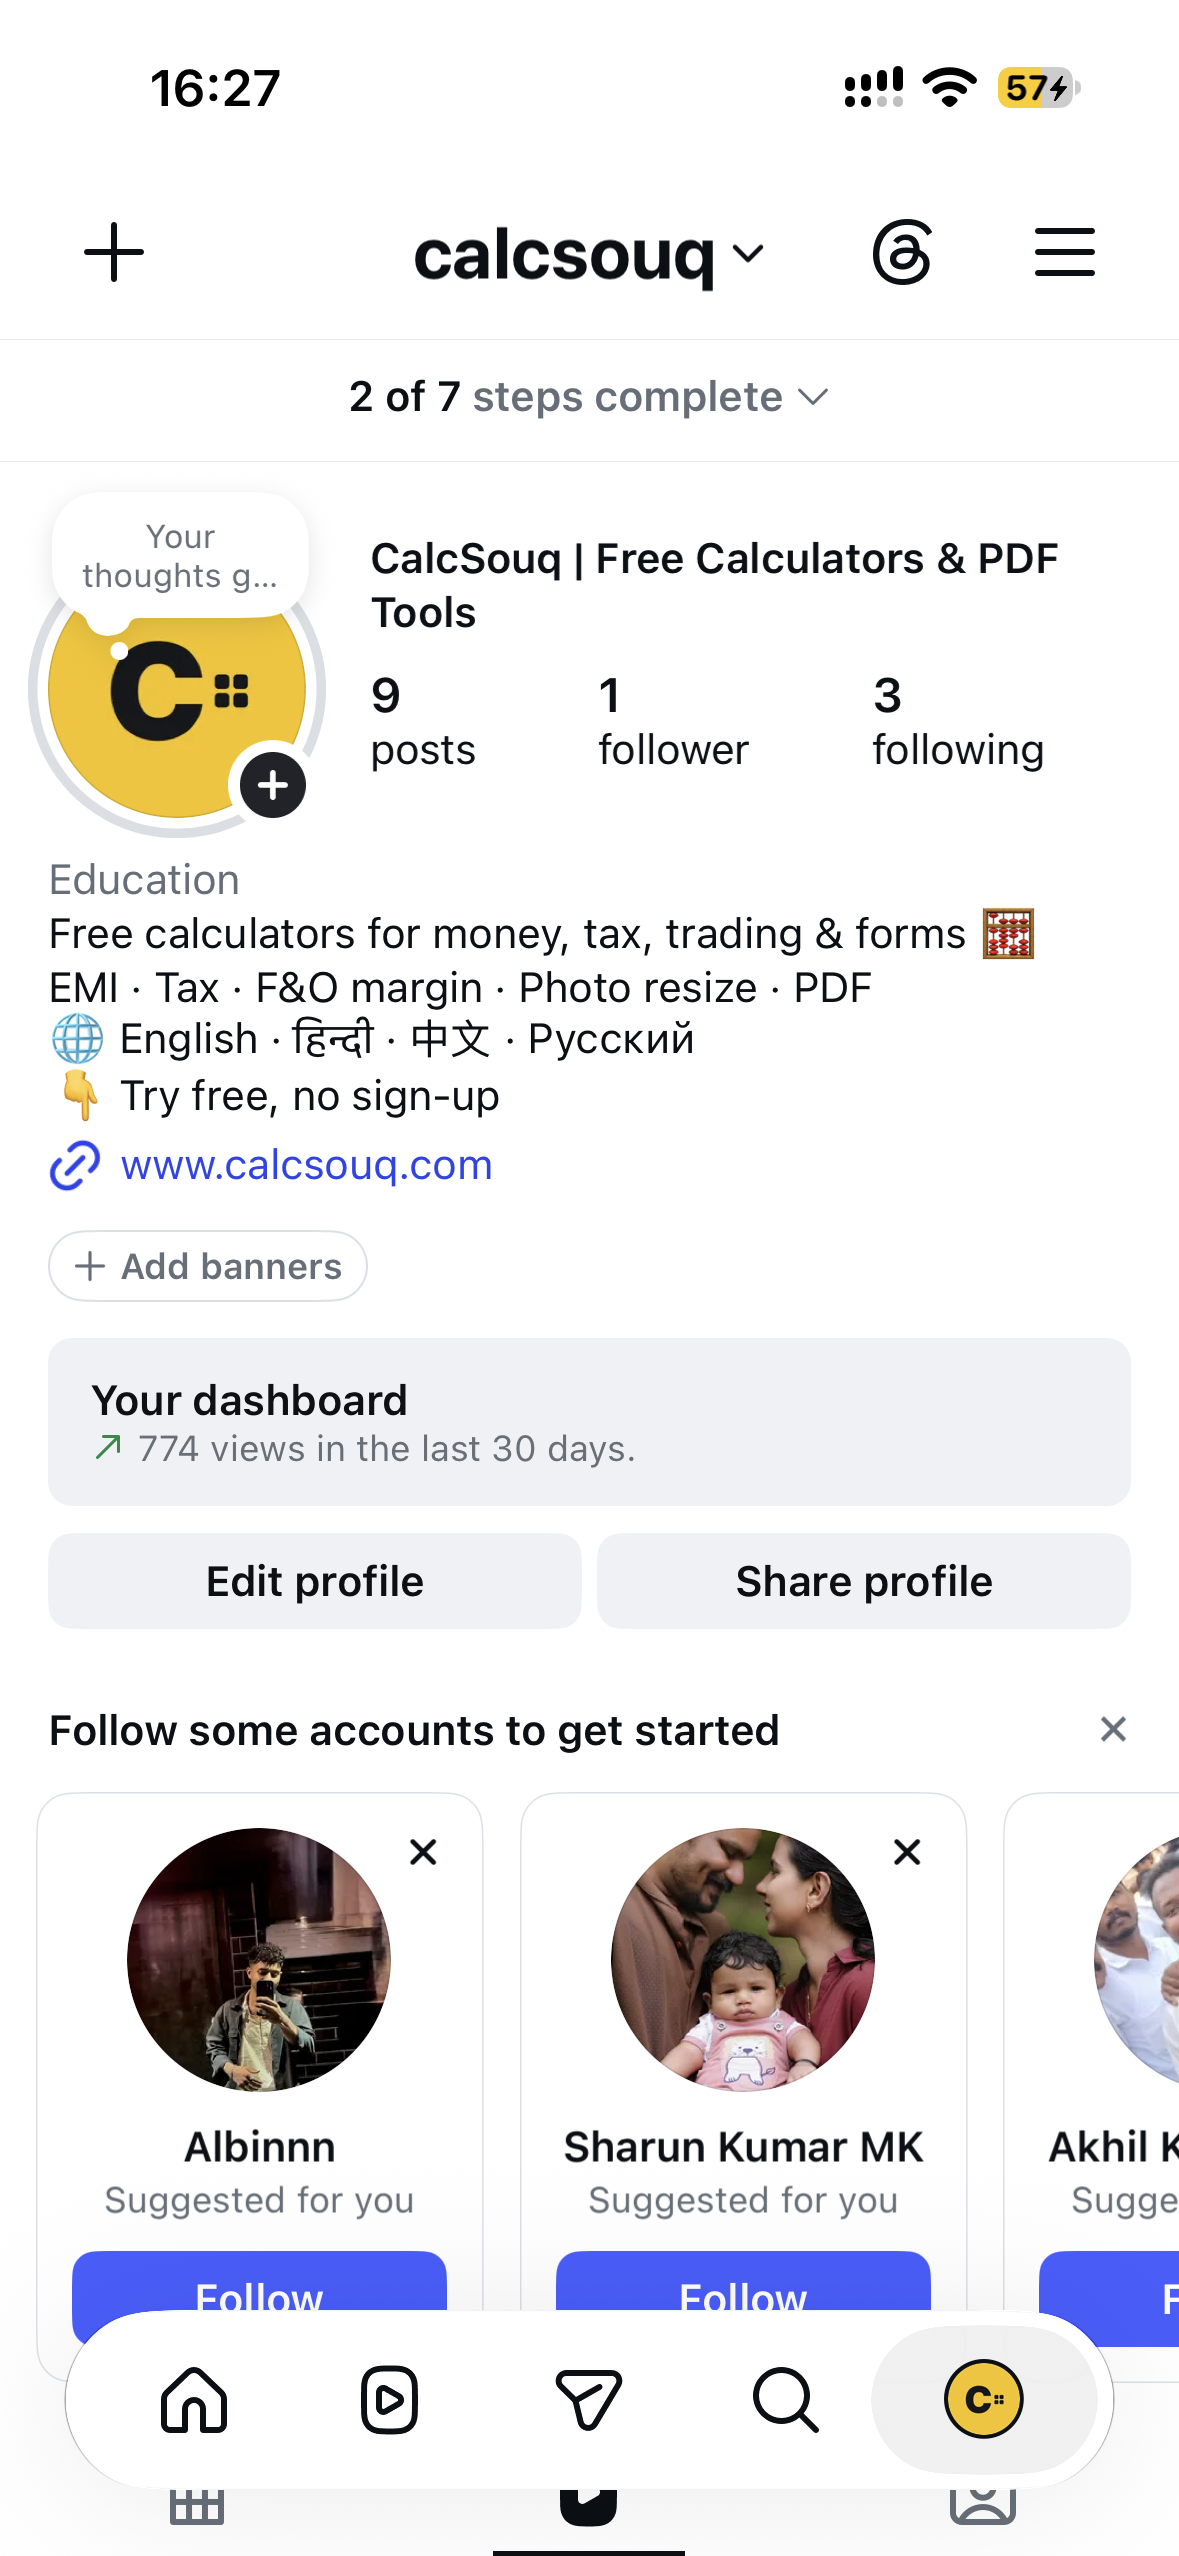 16:27
57
calcsouq
2 of 7 steps complete
Your
thoughts g...
CalcSouq | Free Calculators & PDF
Tools
9 1 3
posts follower following
C
Education
Free calculators for money, tax, trading & forms 🧮
EMI · Tax · F&O margin · Photo resize · PDF
🌐 English · हिन्दी · 中文 · Русский
👇 Try free, no sign-up
www.calcsouq.com
+ Add banners
Your dashboard
774 views in the last 30 days.
Edit profile Share profile
Follow some accounts to get started
Albinnn Sharun Kumar MK Akhil K
Suggested for you Suggested for you Sugge
Follow Follow F
C